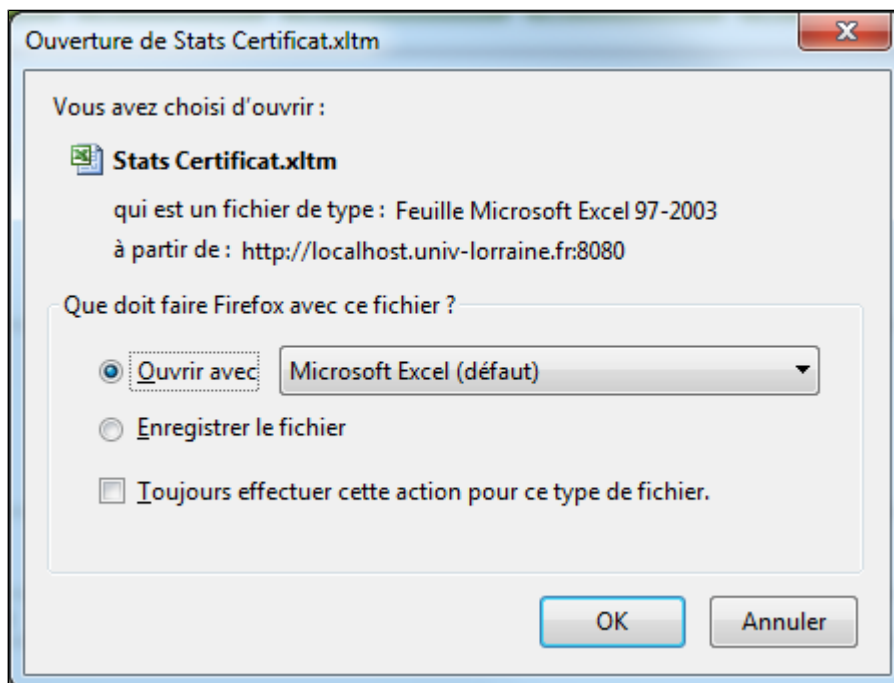 Ouverture de Stats Certificat.xltm
Vous avez choisi d'ouvrir :
Stats Certificat.xltm
qui est un fichier de type : Feuille Microsoft Excel 97-2003
à partir de : http://localhost.univ-lorraine.fr:8080
Que doit faire Firefox avec ce fichier ?
Ouvrir avec Microsoft Excel (défaut)
Enregistrer le fichier
Toujours effectuer cette action pour ce type de fichier.
OK Annuler